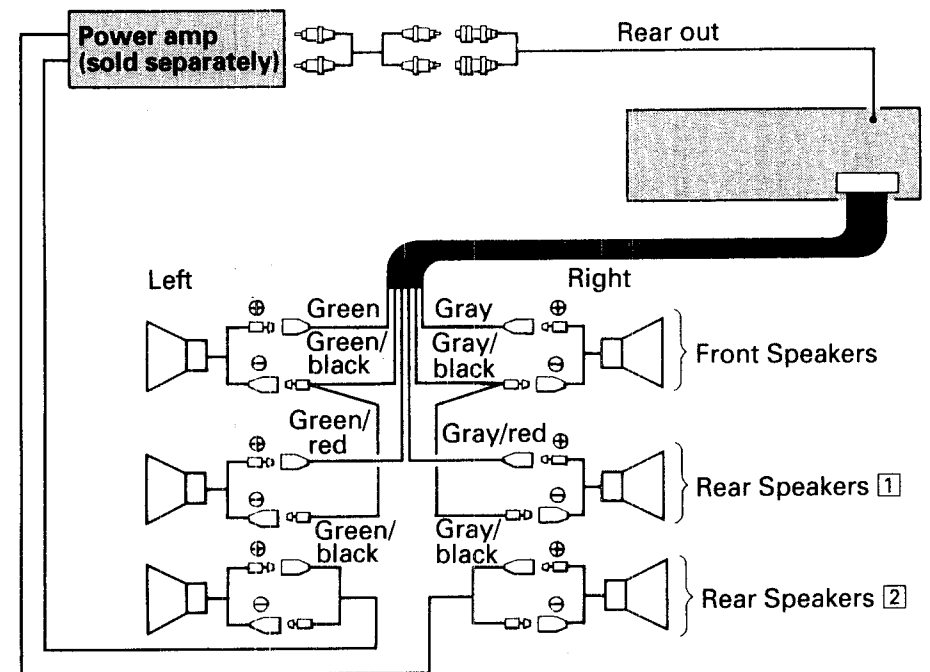 Power amp
(sold separately)
Rear out
Left
Right
⊕
Green
Gray
⊕
Green/
black
Gray/
black
⊖
⊖
Front Speakers
Green/
red
Gray/red
⊕
⊕
⊖
⊖
Rear Speakers 1
Green/
black
Gray/
black
⊕
⊕
⊖
⊖
Rear Speakers 2